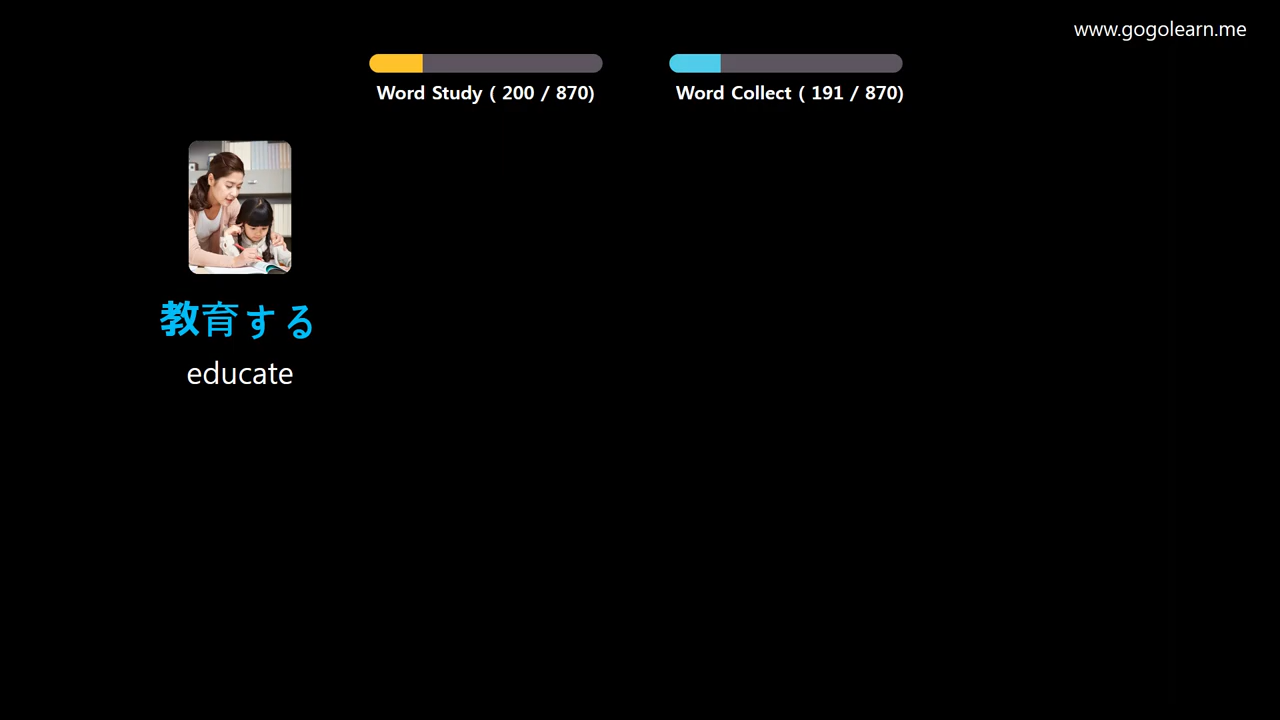 www.gogolearn.me
Word Study ( 200 / 870)
Word Collect ( 191 / 870)
教育する
educate